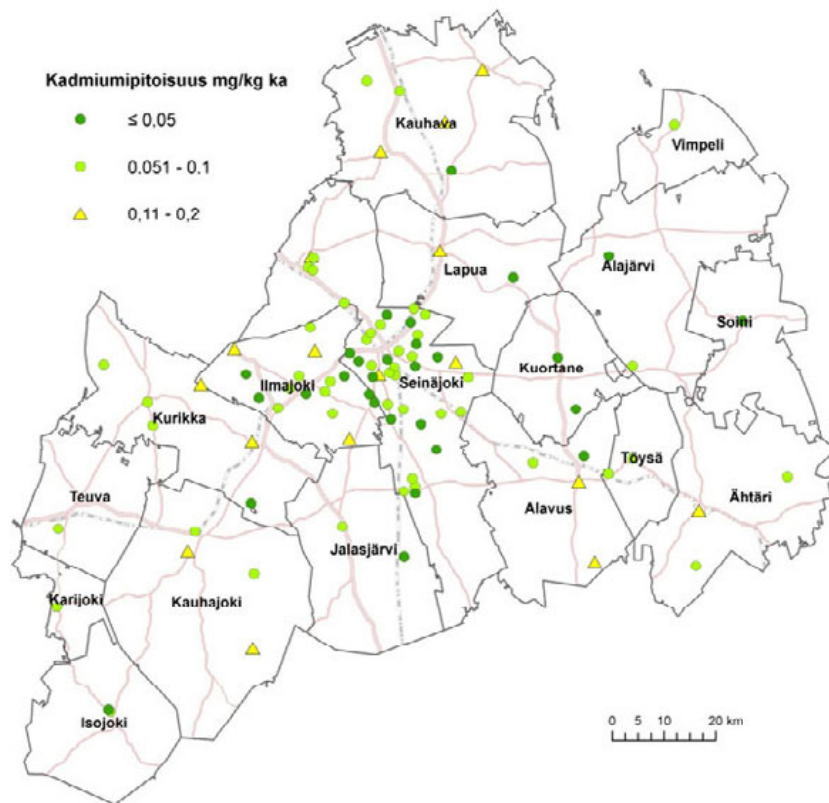 Kadmiumipitoisuus mg/kg ka
≤ 0,05
0.051 - 0.1
0,11 - 0,2
Kauhava
Vimpeli
Lapua
Alajärvi
Soini
Kuortane
Ilmajoki
Seinäjoki
Kurikka
Töysä
Teuva
Ähtäri
Alavus
Jalasjärvi
Karijoki
Kauhajoki
Isojoki
0 5 10 20 km